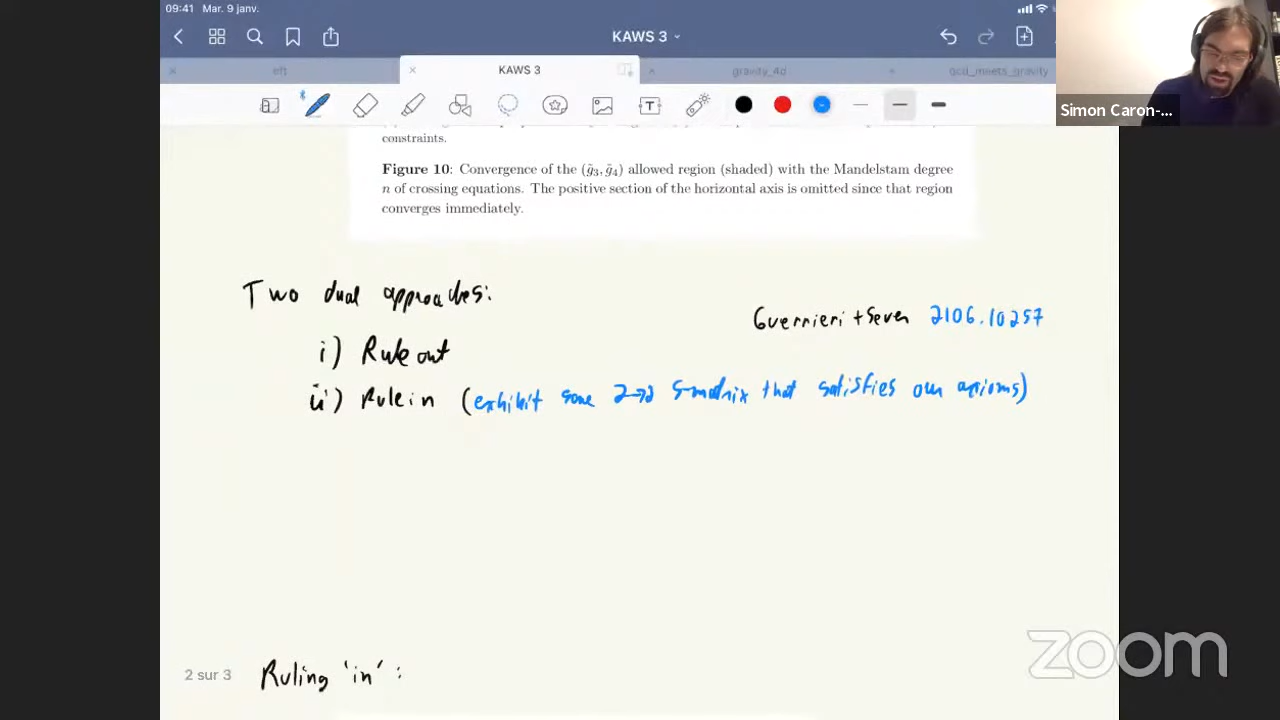 09:41 Mar. 9 janv.
KAWS 3
eft
KAWS 3
gravity_4d
qcd_meets_gravity
Simon Caron-...
constraints.
Figure 10: Convergence of the (g̃₃, g̃₄) allowed region (shaded) with the Mandelstam degree
n of crossing equations. The positive section of the horizontal axis is omitted since that region
converges immediately.
Two dual approaches:
Guerrieri + Sever 2106.10257
i) Rule out
ii) Rule in (exhibit some 2→2 S-matrix that satisfies our axioms)
2 sur 3
Ruling 'in' :
zoom